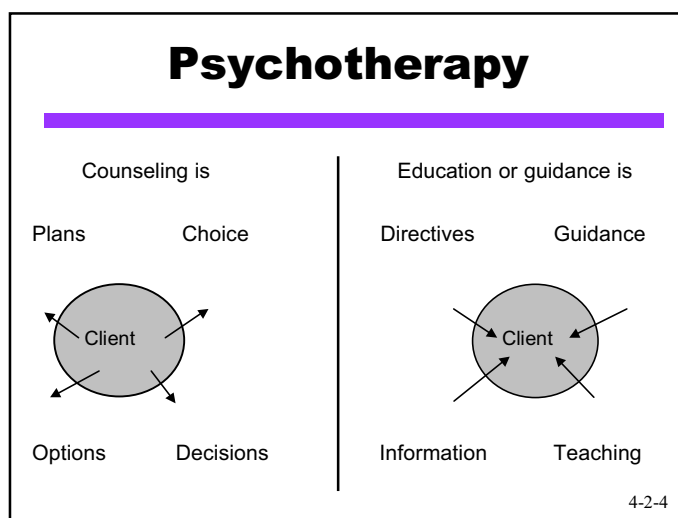 Psychotherapy
Counseling is
Plans Choice
Client
Options Decisions
Education or guidance is
Directives Guidance
Client
Information Teaching
4-2-4